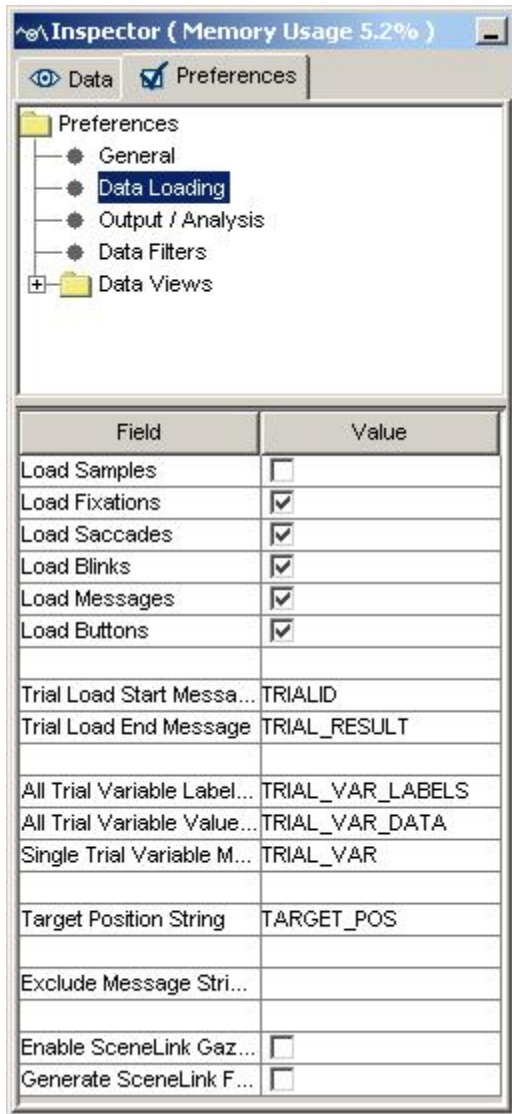 Inspector ( Memory Usage 5.2% )
Data Preferences
Preferences
General
Data Loading
Output / Analysis
Data Filters
Data Views
Field Value
Load Samples
Load Fixations
Load Saccades
Load Blinks
Load Messages
Load Buttons
Trial Load Start Messa... TRIALID
Trial Load End Message TRIAL_RESULT
All Trial Variable Label... TRIAL_VAR_LABELS
All Trial Variable Value... TRIAL_VAR_DATA
Single Trial Variable M... TRIAL_VAR
Target Position String TARGET_POS
Exclude Message Stri...
Enable SceneLink Gaz...
Generate SceneLink F...